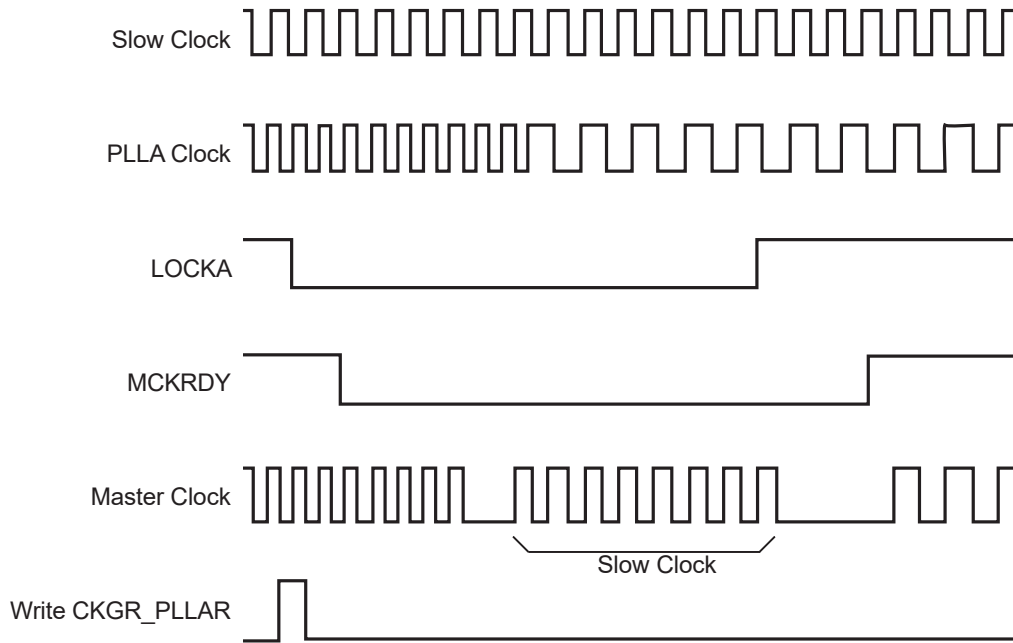 Slow Clock
PLLA Clock
LOCKA
MCKRDY
Master Clock
Slow Clock
Write CKGR_PLLAR